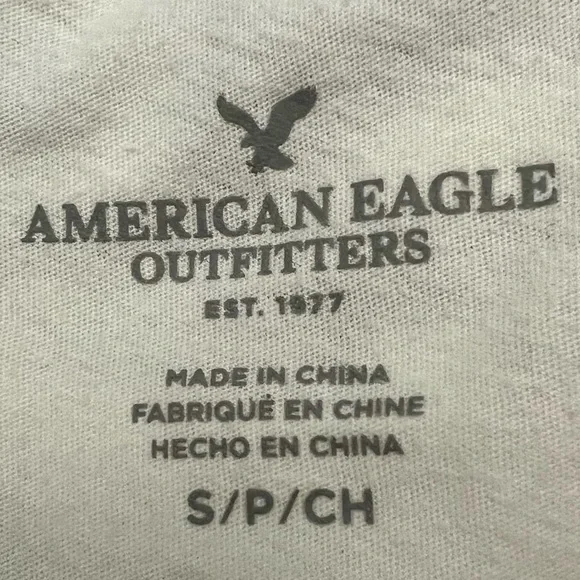 AMERICAN EAGLE
OUTFITTERS
EST. 1977
MADE IN CHINA
FABRIQUÉ EN CHINE
HECHO EN CHINA
S/P/CH